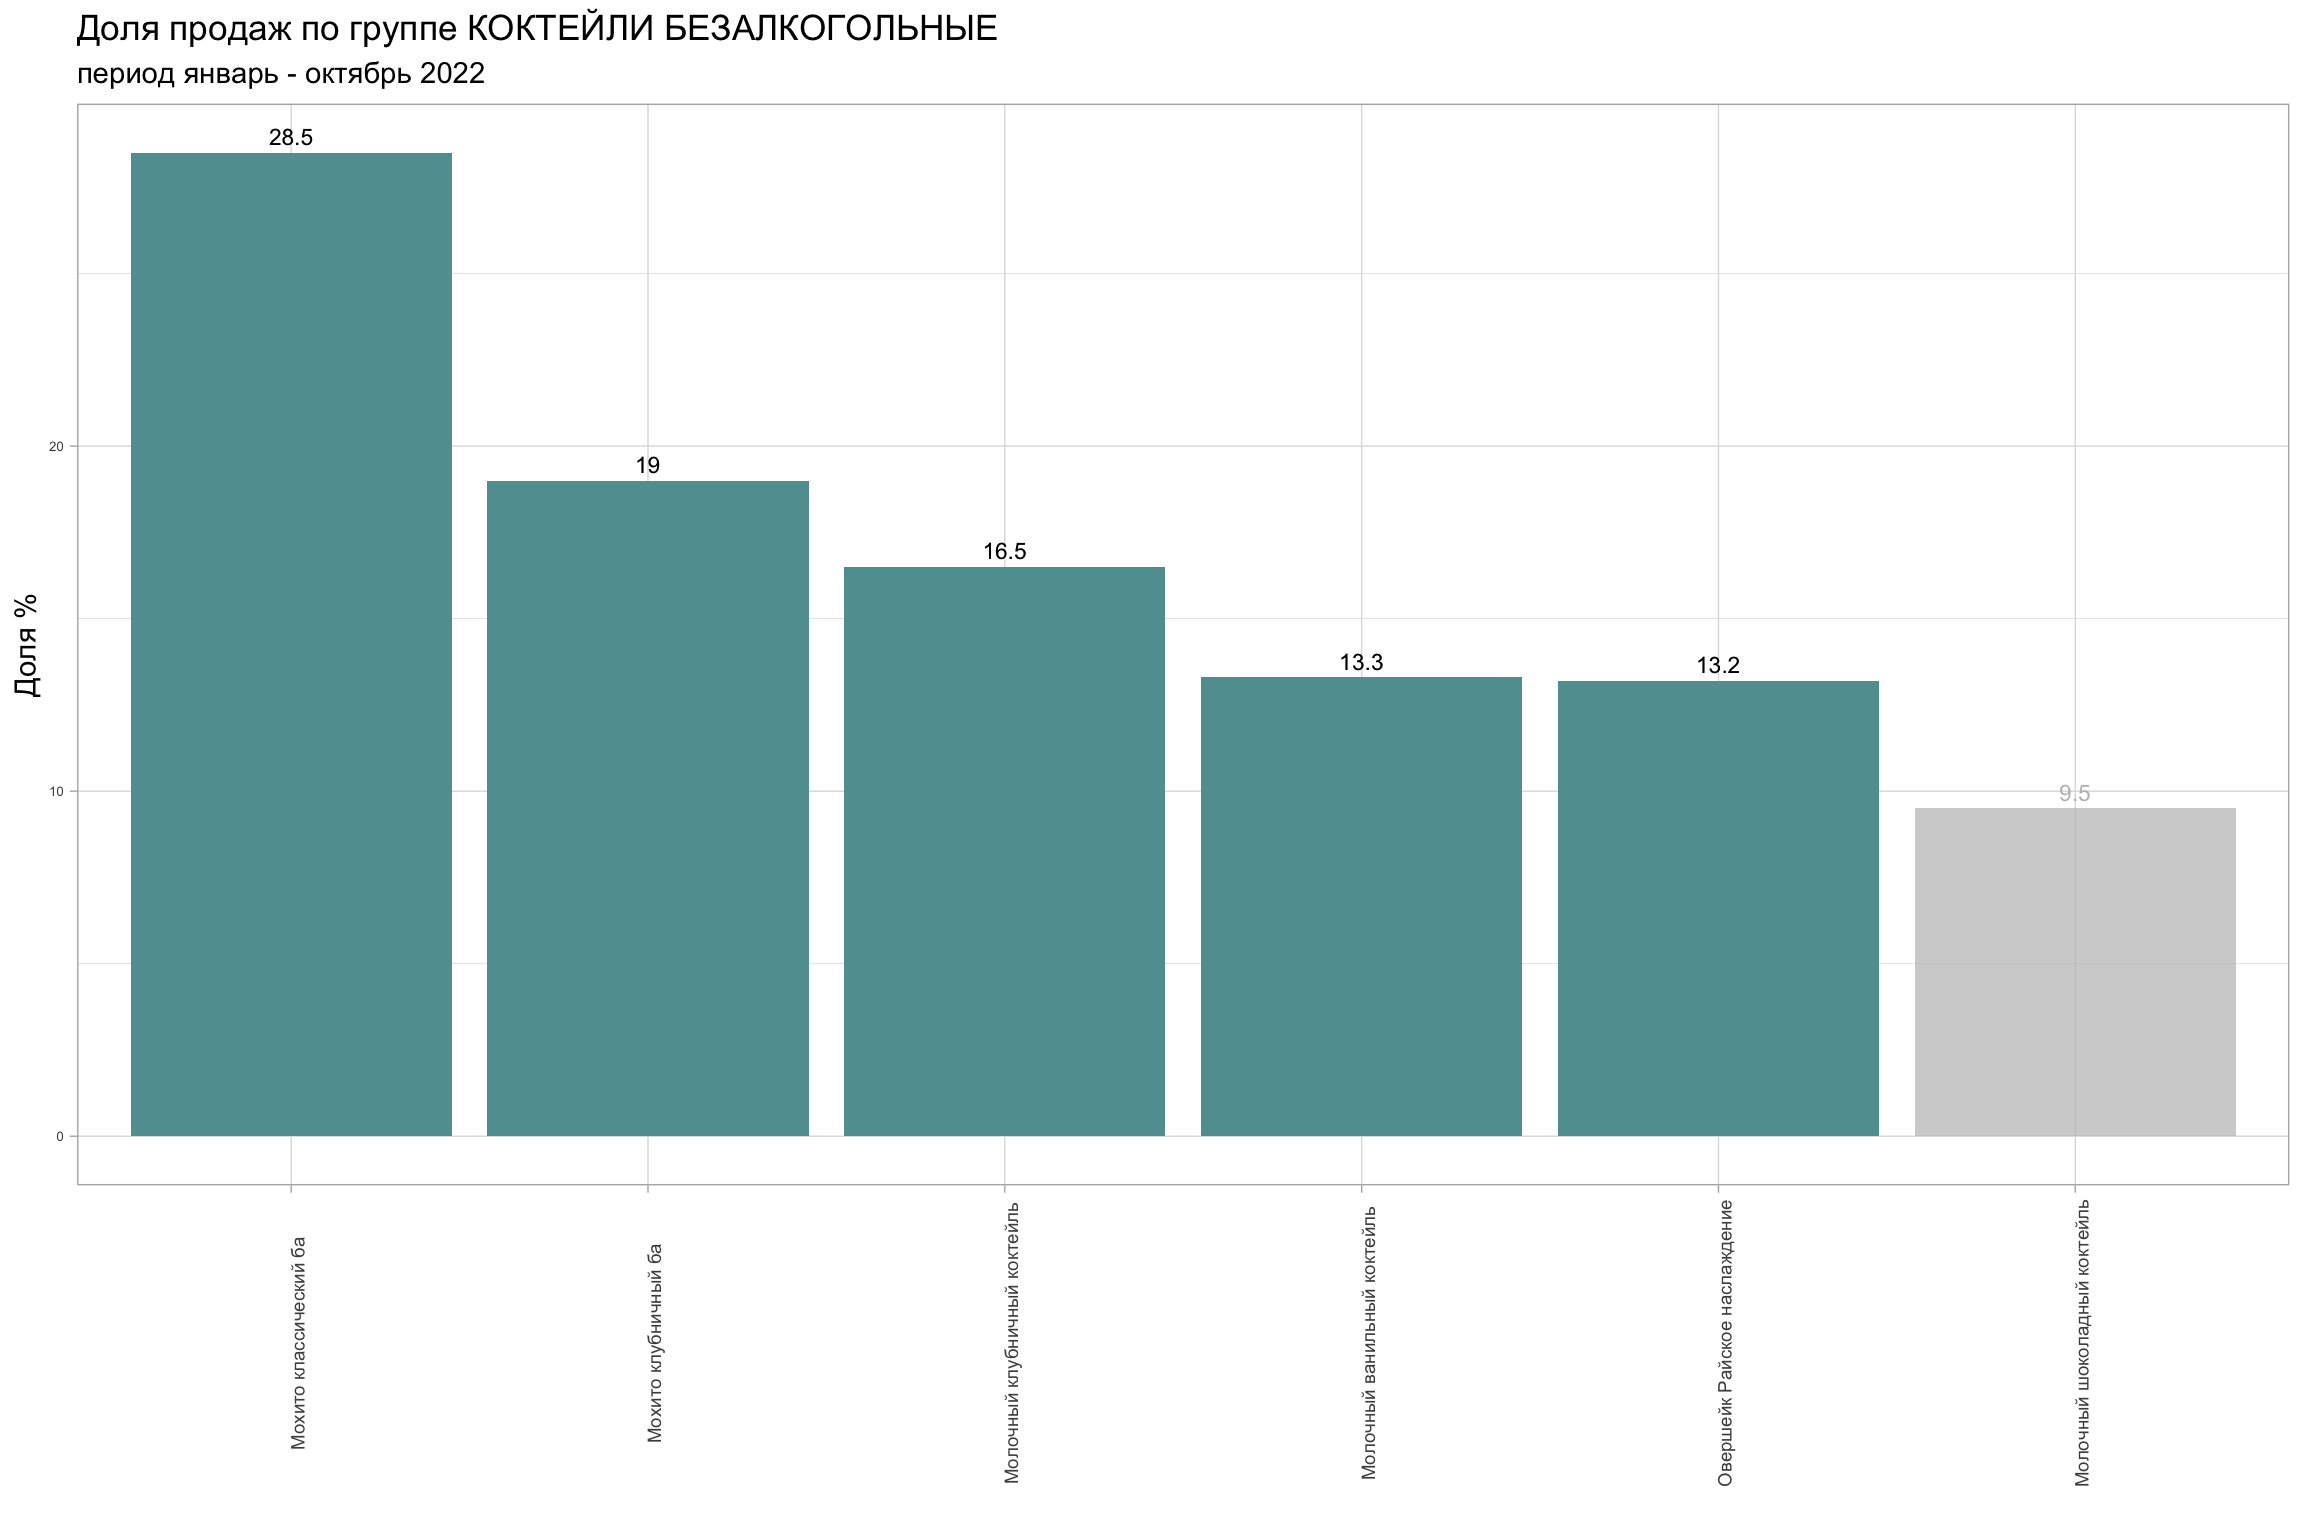 Доля продаж по группе КОКТЕЙЛИ БЕЗАЛКОГОЛЬНЫЕ
период январь - октябрь 2022
Доля %
20
10
0
28.5
19
16.5
13.3
13.2
9.5
Мохито классический ба
Мохито клубничный ба
Молочный клубничный коктейль
Молочный ванильный коктейль
Овершейк Райское наслаждение
Молочный шоколадный коктейль